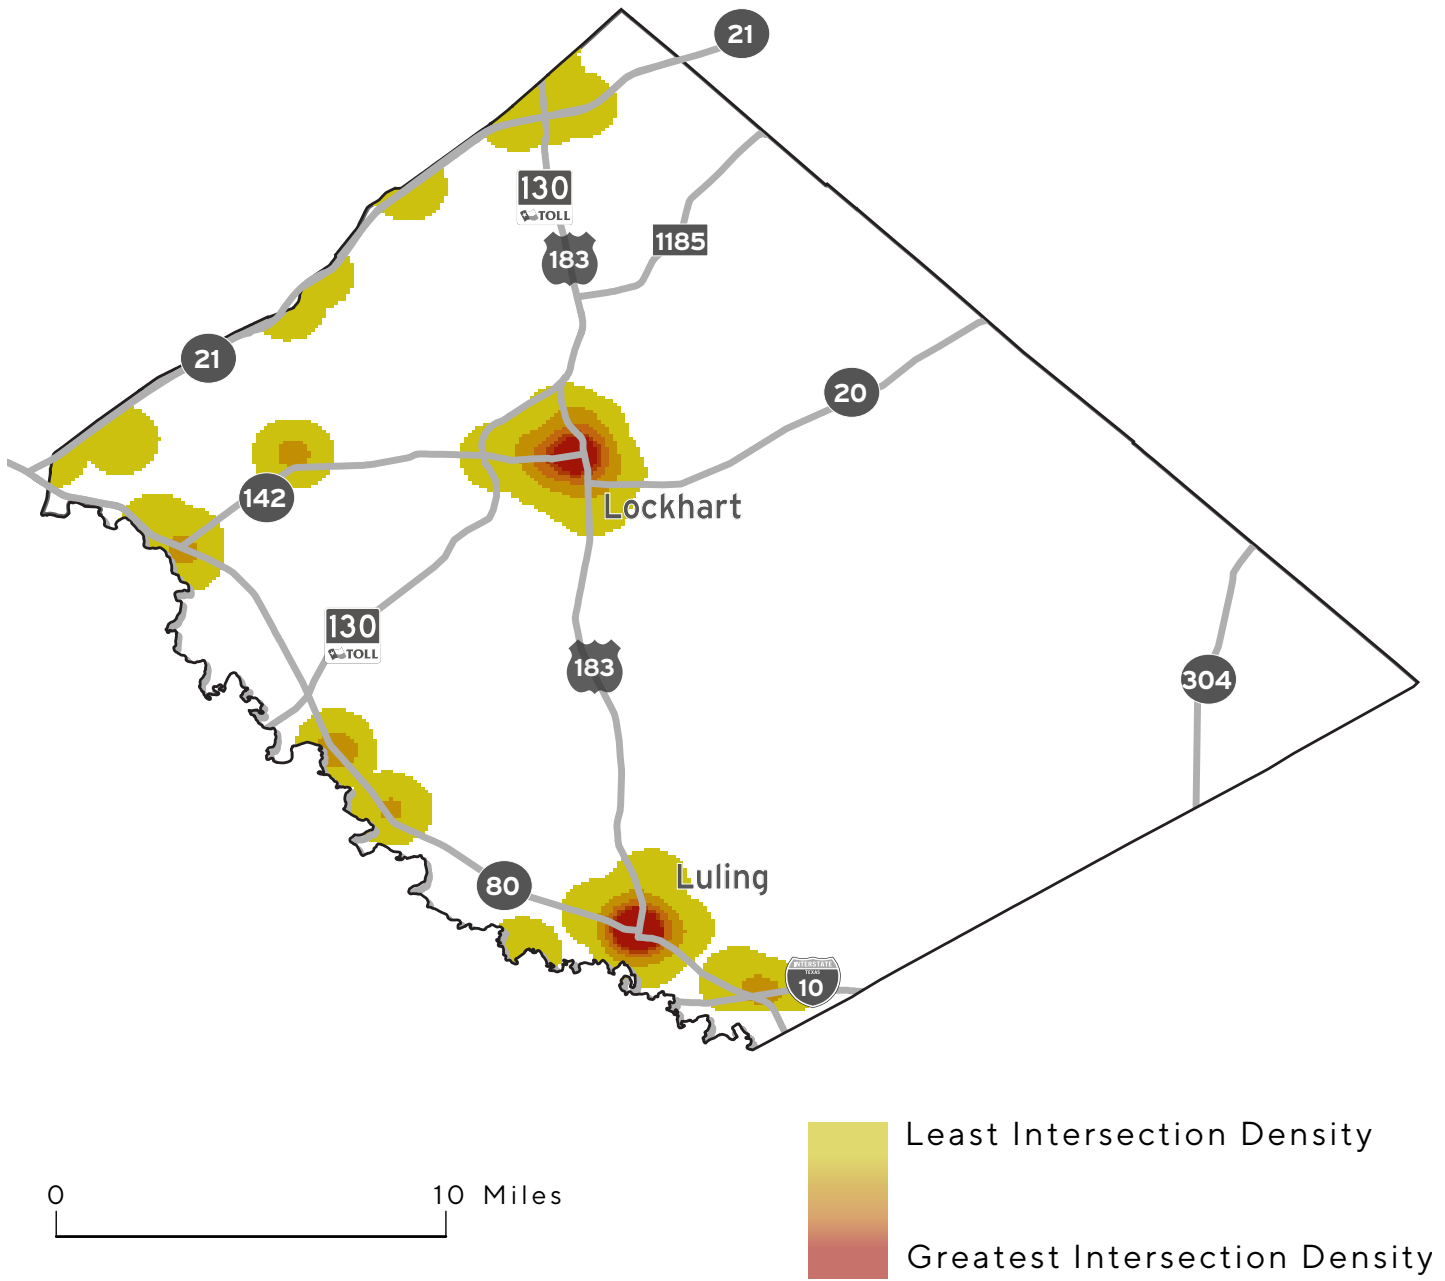 21
130
TOLL
183
1185
21
20
142
Lockhart
130
TOLL
183
304
Luling
80
INTERSTATE
TEXAS
10
Least Intersection Density
0
10 Miles
Greatest Intersection Density